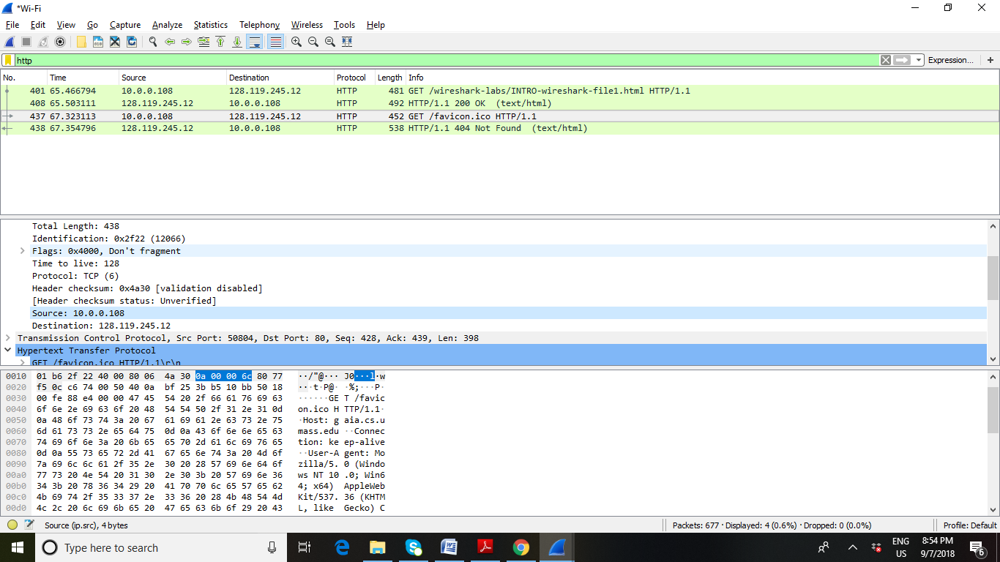 *Wi-Fi
File Edit View Go Capture Analyze Statistics Telephony Wireless Tools Help
http
Expression... +
No. Time Source Destination Protocol Length Info
401 65.466794 10.0.0.108 128.119.245.12 HTTP 481 GET /wireshark-labs/INTRO-wireshark-file1.html HTTP/1.1
408 65.503111 128.119.245.12 10.0.0.108 HTTP 492 HTTP/1.1 200 OK (text/html)
437 67.323113 10.0.0.108 128.119.245.12 HTTP 452 GET /favicon.ico HTTP/1.1
438 67.354796 128.119.245.12 10.0.0.108 HTTP 538 HTTP/1.1 404 Not Found (text/html)
Total Length: 438
Identification: 0x2f22 (12066)
Flags: 0x4000, Don't fragment
Time to live: 128
Protocol: TCP (6)
Header checksum: 0x4a30 [validation disabled]
[Header checksum status: Unverified]
Source: 10.0.0.108
Destination: 128.119.245.12
Transmission Control Protocol, Src Port: 50804, Dst Port: 80, Seq: 428, Ack: 439, Len: 398
Hypertext Transfer Protocol
GET /favicon.ico HTTP/1.1\r\n
0010 01 b6 2f 22 40 00 80 06 4a 30 0a 00 00 6c 80 77 ··/"@··· J0···l·w
0020 f5 0c c6 74 00 50 40 0a bf 25 3b b5 10 bb 50 18 ···t·P@· ·%;···P·
0030 00 fe 88 e4 00 00 47 45 54 20 2f 66 61 76 69 63 ······GE T /favic
0040 6f 6e 2e 69 63 6f 20 48 54 54 50 2f 31 2e 31 0d on.ico H TTP/1.1·
0050 0a 48 6f 73 74 3a 20 67 61 69 61 2e 63 73 2e 75 ·Host: g aia.cs.u
0060 6d 61 73 73 2e 65 64 75 0d 0a 43 6f 6e 6e 65 63 mass.edu ··Connec
0070 74 69 6f 6e 3a 20 6b 65 65 70 2d 61 6c 69 76 65 tion: ke ep-alive
0080 0d 0a 55 73 65 72 2d 41 67 65 6e 74 3a 20 4d 6f ··User-A gent: Mo
0090 7a 69 6c 6c 61 2f 35 2e 30 20 28 57 69 6e 64 6f zilla/5. 0 (Windo
00a0 77 73 20 4e 54 20 31 30 2e 30 3b 20 57 69 6e 36 ws NT 10 .0; Win6
00b0 34 3b 20 78 36 34 29 20 41 70 70 6c 65 57 65 62 4; x64) AppleWeb
00c0 4b 69 74 2f 35 33 37 2e 33 36 20 28 4b 48 54 4d Kit/537. 36 (KHTM
00d0 4c 2c 20 6c 69 6b 65 20 47 65 63 6b 6f 29 20 43 L, like Gecko) C
Source (ip.src), 4 bytes
Packets: 677 · Displayed: 4 (0.6%) · Dropped: 0 (0.0%)
Profile: Default
Type here to search
ENG
US
8:54 PM
9/7/2018
6